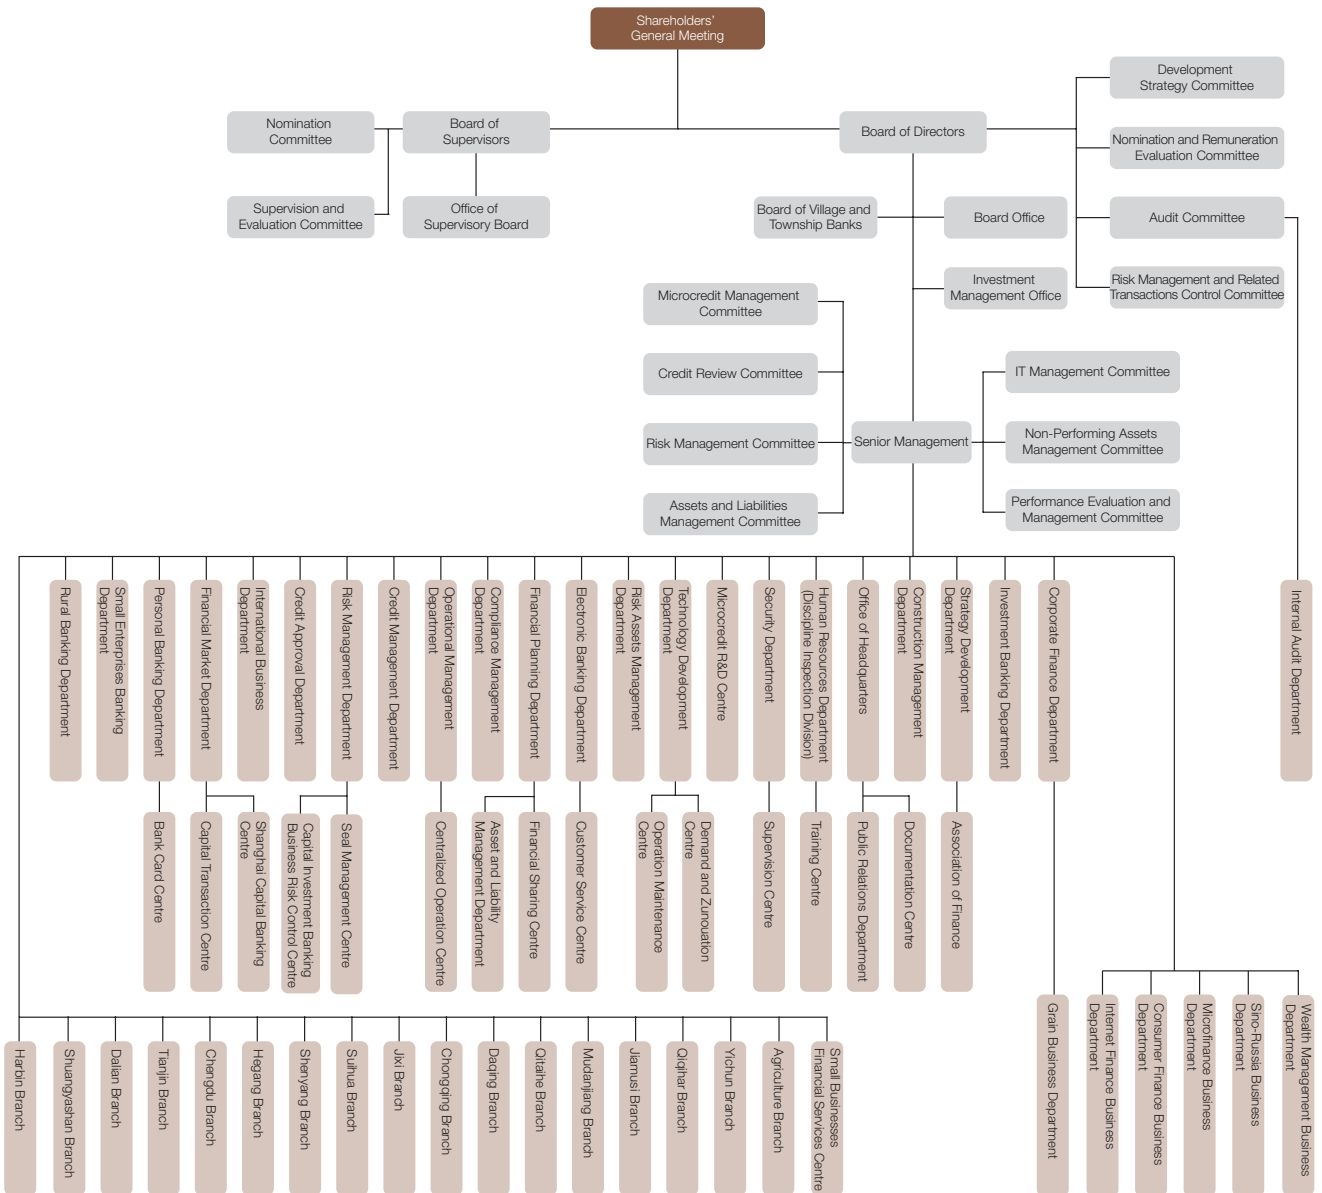 Shareholders'
General Meeting
Development
Strategy Committee
Nomination
Committee
Board of
Supervisors
Board of Directors
Nomination and Remuneration
Evaluation Committee
Supervision and
Evaluation Committee
Office of
Supervisory Board
Board of Village and
Township Banks
Board Office
Audit Committee
Investment
Management Office
Risk Management and Related
Transactions Control Committee
Microcredit Management
Committee
Credit Review Committee
IT Management Committee
Risk Management Committee
Senior Management
Non-Performing Assets
Management Committee
Assets and Liabilities
Management Committee
Performance Evaluation and
Management Committee
Rural Banking Department
Small Enterprises Banking
Department
Personal Banking Department
Financial Market Department
International Business
Department
Credit Approval Department
Risk Management Department
Credit Management Department
Operational Management
Department
Compliance Management
Department
Financial Planning Department
Electronic Banking Department
Risk Assets Management
Department
Technology Development
Department
Microcredit R&D Centre
Security Department
Human Resources Department
(Discipline Inspection Division)
Office of Headquarters
Construction Management
Department
Strategy Development
Department
Investment Banking Department
Corporate Finance Department
Internal Audit Department
Bank Card Centre
Capital Transaction Centre
Shanghai Capital Banking
Centre
Capital Investment Banking
Business Risk Control Centre
Seal Management Centre
Centralized Operation Centre
Asset and Liability
Management Department
Financial Sharing Centre
Customer Service Centre
Operation Maintenance
Centre
Demand and Zunouation
Centre
Supervision Centre
Training Centre
Public Relations Department
Documentation Centre
Association of Finance
Grain Business Department
Internet Finance Business
Department
Consumer Finance Business
Department
Microfinance Business
Department
Sino-Russia Business
Department
Wealth Management Business
Department
Harbin Branch
Shuangyashan Branch
Dalian Branch
Tianjin Branch
Chengdu Branch
Hegang Branch
Shenyang Branch
Suihua Branch
Jixi Branch
Chongqing Branch
Daqing Branch
Qitaihe Branch
Mudanjiang Branch
Jiamusi Branch
Qiqihar Branch
Yichun Branch
Agriculture Branch
Small Businesses
Financial Services Centre